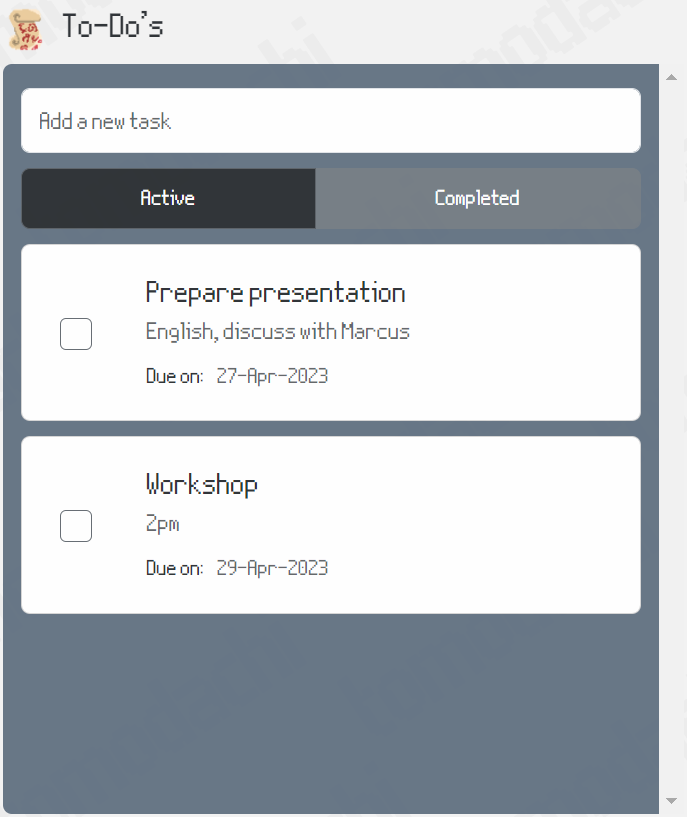 To-Do's
Add a new task
Active
Completed
Prepare presentation
English, discuss with Marcus
Due on: 27-Apr-2023
Workshop
2pm
Due on: 29-Apr-2023